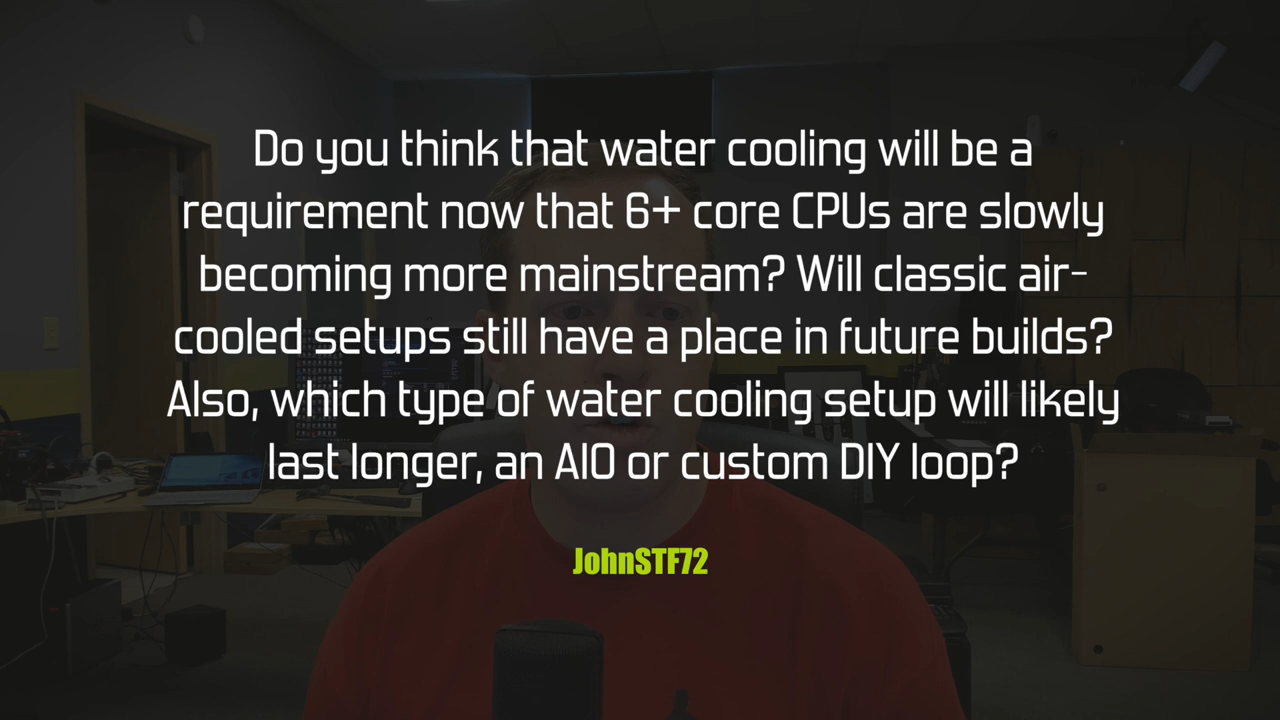 Do you think that water cooling will be a
requirement now that 6+ core CPUs are slowly
becoming more mainstream? Will classic air-
cooled setups still have a place in future builds?
Also, which type of water cooling setup will likely
last longer, an AIO or custom DIY loop?
JohnSTF72